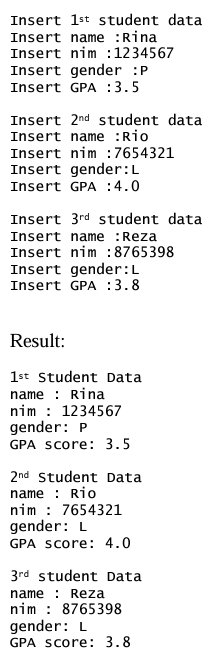 Insert 1st student data
Insert name :Rina
Insert nim :1234567
Insert gender :P
Insert GPA :3.5
Insert 2nd student data
Insert name :Rio
Insert nim :7654321
Insert gender:L
Insert GPA :4.0
Insert 3rd student data
Insert name :Reza
Insert nim :8765398
Insert gender:L
Insert GPA :3.8
Result:
1st Student Data
name : Rina
nim : 1234567
gender: P
GPA score: 3.5
2nd Student Data
name : Rio
nim : 7654321
gender: L
GPA score: 4.0
3rd student Data
name : Reza
nim : 8765398
gender: L
GPA score: 3.8